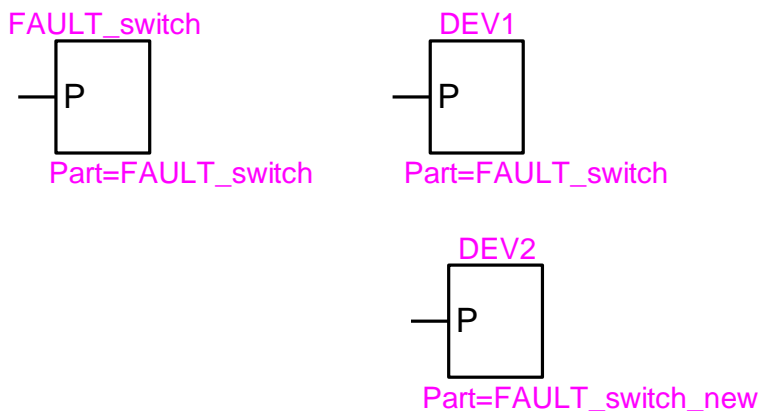 FAULT_switch
DEV1
P
P
Part=FAULT_switch
Part=FAULT_switch
DEV2
P
Part=FAULT_switch_new